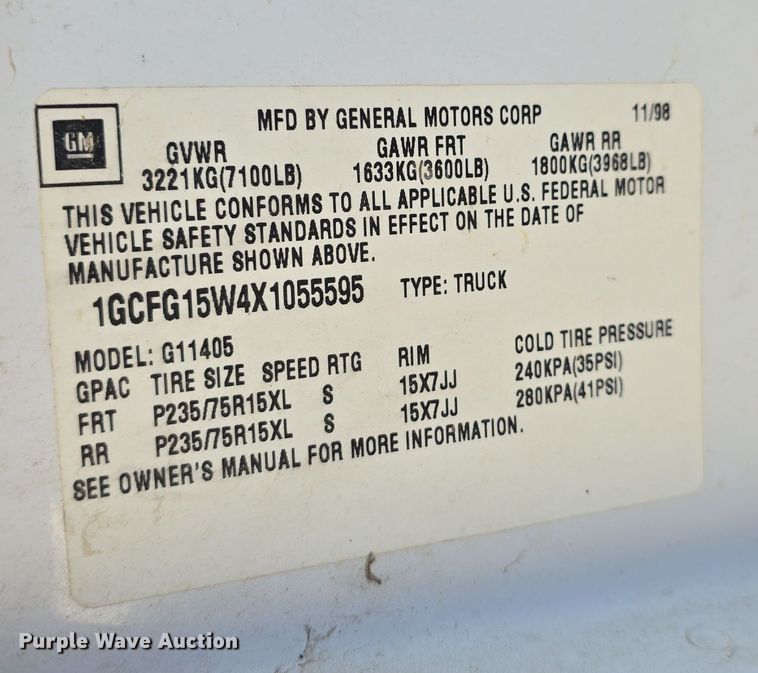 GM
MFD BY GENERAL MOTORS CORP 11/98
GVWR GAWR FRT GAWR RR
3221KG(7100LB) 1633KG(3600LB) 1800KG(3968LB)
THIS VEHICLE CONFORMS TO ALL APPLICABLE U.S. FEDERAL MOTOR
VEHICLE SAFETY STANDARDS IN EFFECT ON THE DATE OF
MANUFACTURE SHOWN ABOVE.
1GCFG15W4X1055595 TYPE: TRUCK
MODEL: G11405
GPAC TIRE SIZE SPEED RTG RIM COLD TIRE PRESSURE
FRT P235/75R15XL S 15X7JJ 240KPA(35PSI)
RR P235/75R15XL S 15X7JJ 280KPA(41PSI)
SEE OWNER'S MANUAL FOR MORE INFORMATION.
Purple Wave Auction